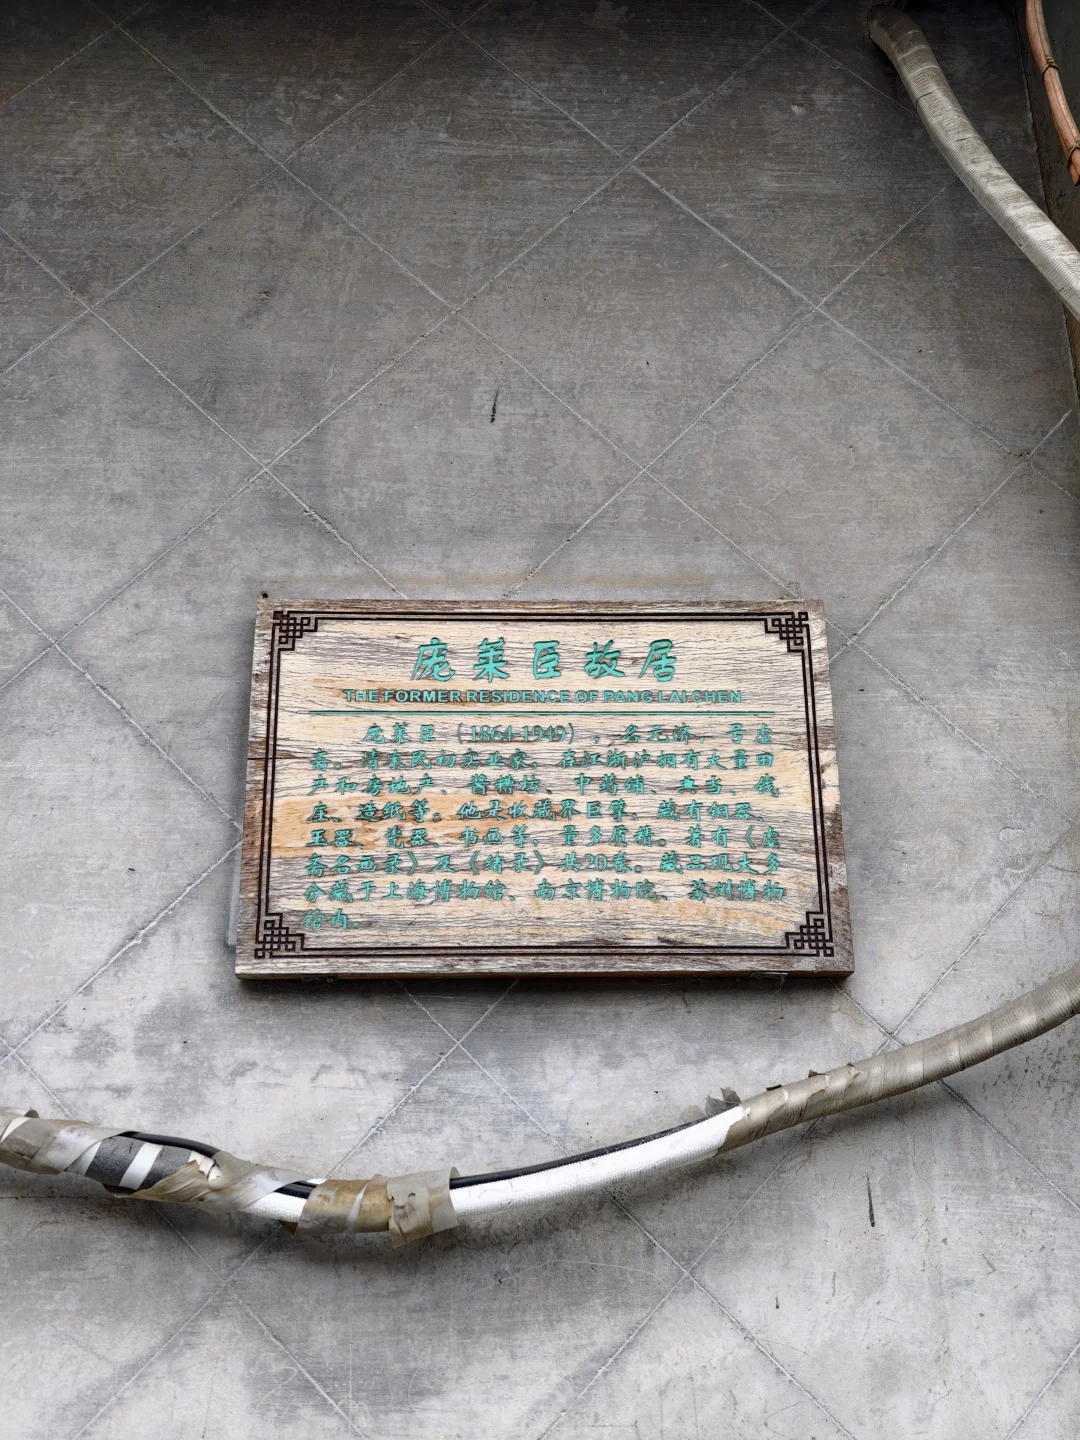 庞莱臣故居
THE FORMER RESIDENCE OF PANG LAI CHEN
庞莱臣（1864-1949），名元济，号虚
斋。清末民初实业家，在江浙沪拥有大量田
产和房地产、酱糟坊、中药铺、典当、钱
庄、造纸等。他是收藏界巨擘，藏有铜器、
玉器、瓷器、书画等，量多质精。著有《虚
斋名画录》及《续录》共20卷。藏品现大多
分藏于上海博物馆、南京博物院、苏州博物
馆内。